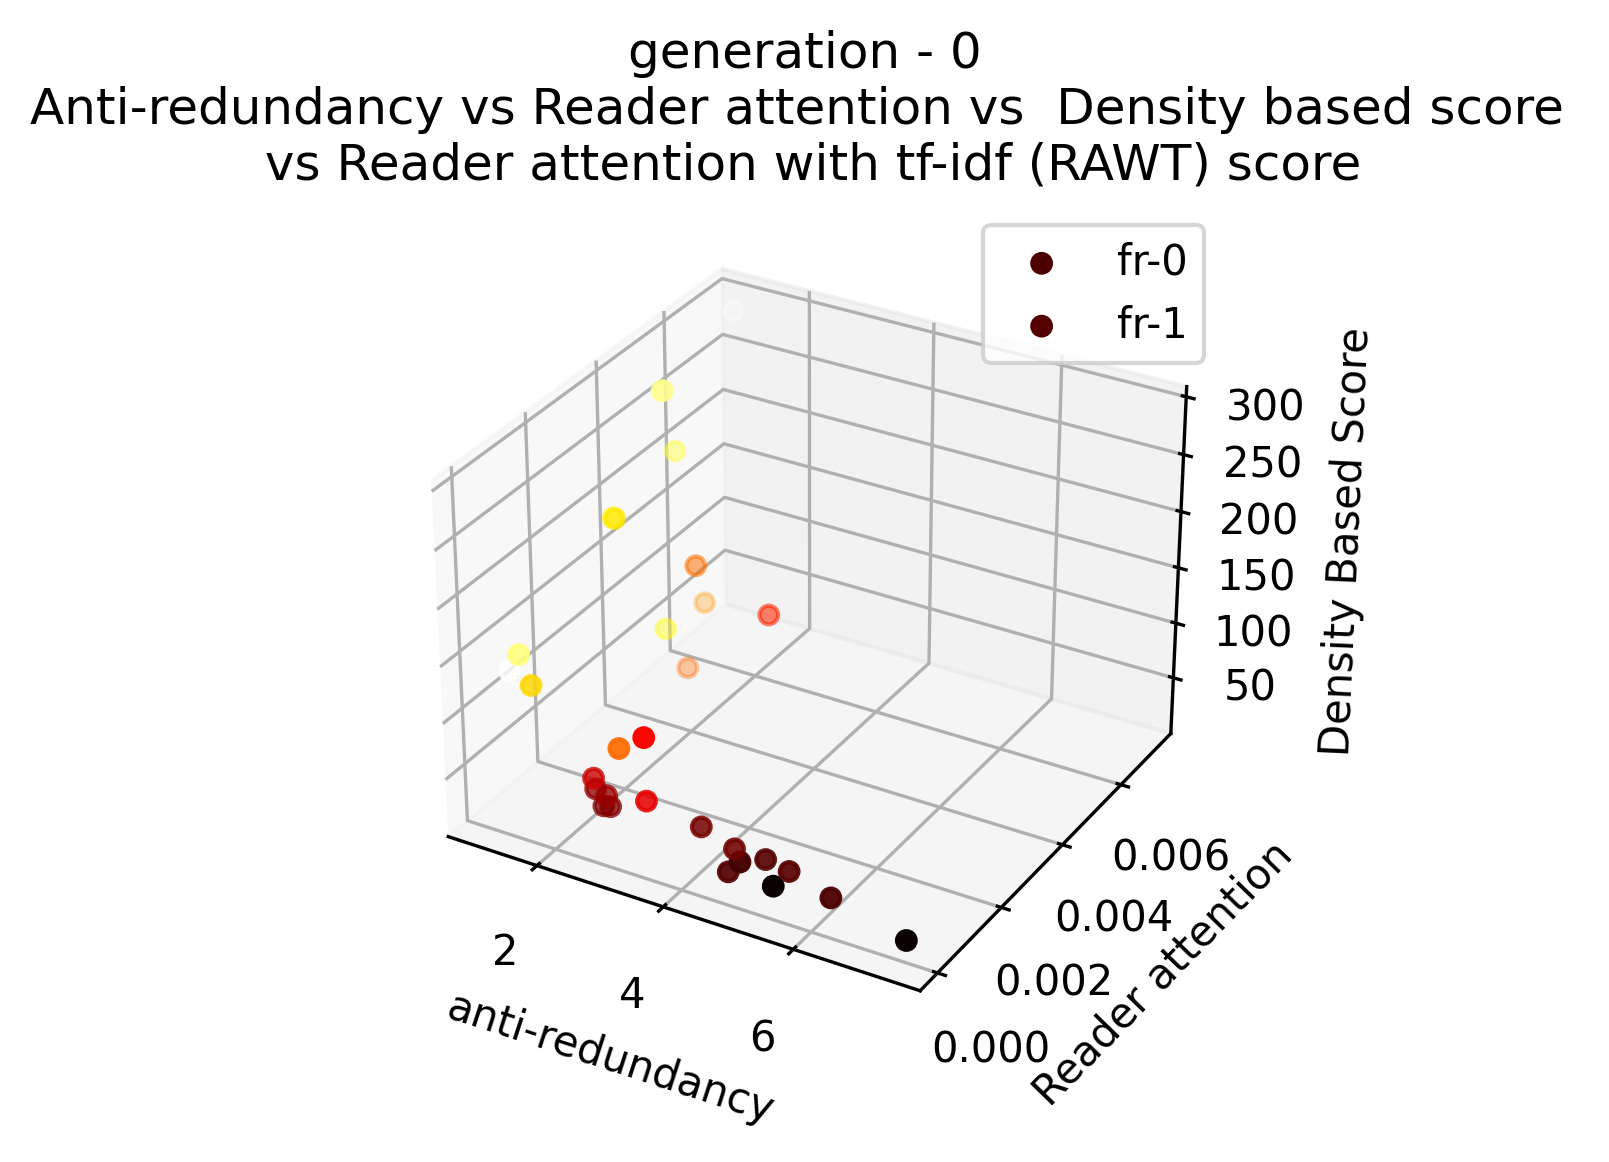 generation - 0
Anti-redundancy vs Reader attention vs  Density based score
vs Reader attention with tf-idf (RAWT) score
fr-0
fr-1
300
250
200
150
100
50
Density Based Score
0.006
0.004
0.002
0.000
Reader attention
2
4
6
anti-redundancy